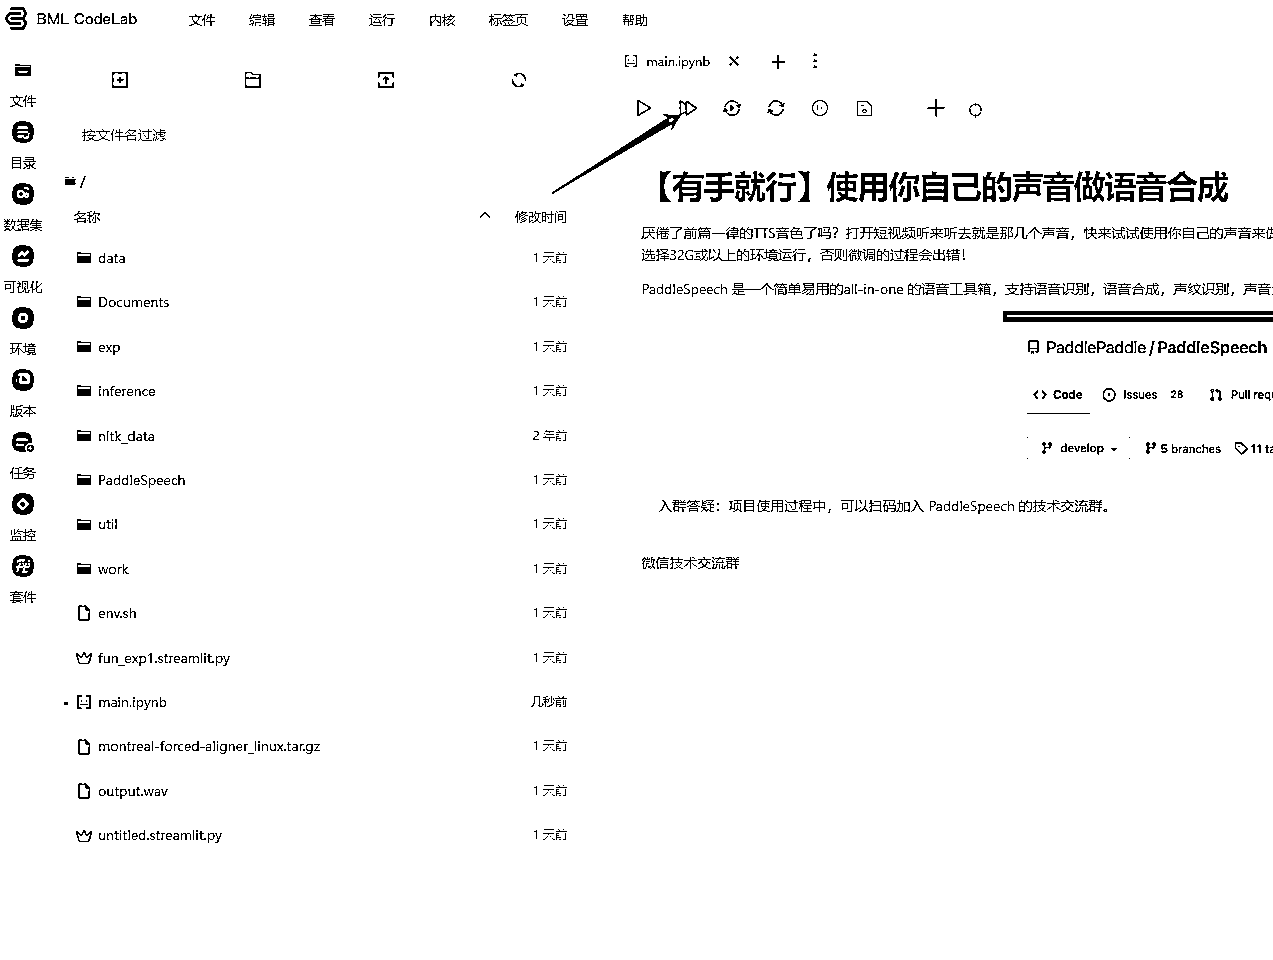 BML CodeLab 文件 编辑 查看 运行 内核 标签页 设置 帮助
文件
目录
数据集
可视化
环境
版本
任务
监控
套件
按文件名过滤
/
名称 修改时间
data 1 天前
Documents 1 天前
exp 1 天前
inference 1 天前
nltk_data 2 年前
PaddleSpeech 1 天前
util 1 天前
work 1 天前
env.sh 1 天前
fun_exp1.streamlit.py 1 天前
main.ipynb 几秒前
montreal-forced-aligner_linux.tar.gz 1 天前
output.wav 1 天前
untitled.streamlit.py 1 天前
main.ipynb
【有手就行】使用你自己的声音做语音合成
厌倦了前篇一律的TTS音色了吗？打开短视频听来听去就是那几个声音，快来试试使用你自己的声音来做
选择32G或以上的环境运行，否则微调的过程会出错！
PaddleSpeech 是一个简单易用的all-in-one 的语音工具箱，支持语音识别，语音合成，声纹识别，声音
PaddlePaddle / PaddleSpeech
Code Issues 28 Pull requ
develop 5 branches 11 ta
入群答疑：项目使用过程中，可以扫码加入 PaddleSpeech 的技术交流群。
微信技术交流群